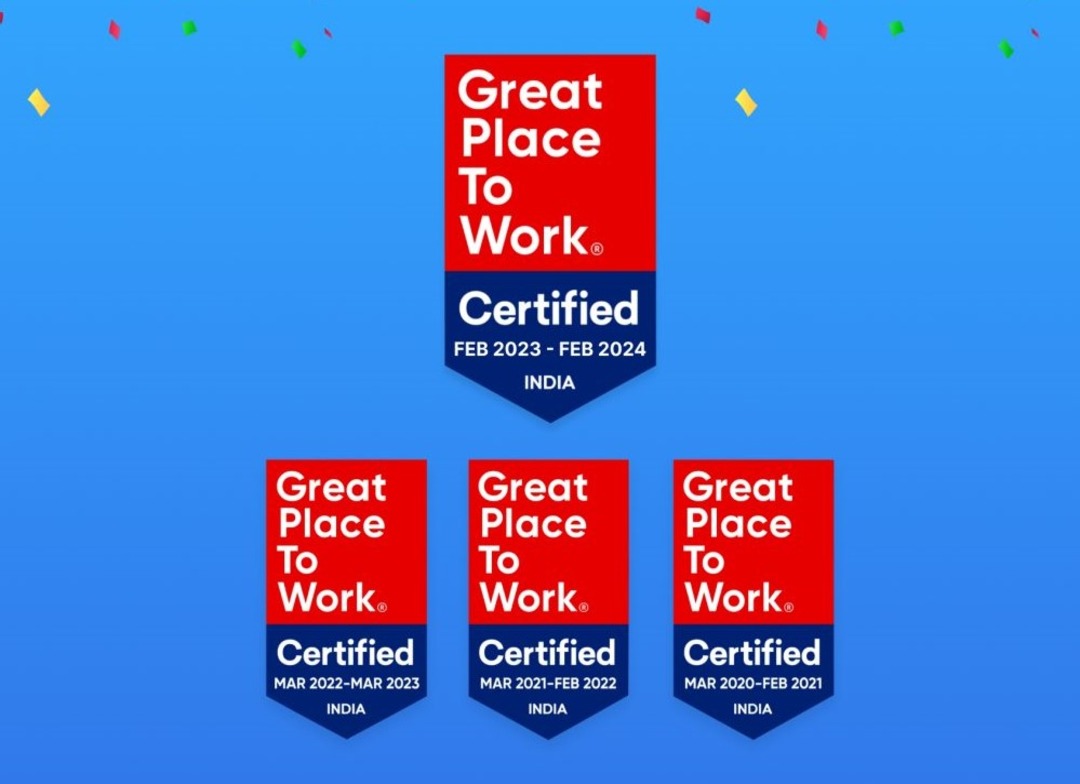 Great
Place
To
Work®
Certified
FEB 2023 - FEB 2024
INDIA
Great
Place
To
Work®
Certified
MAR 2022-MAR 2023
INDIA
Great
Place
To
Work®
Certified
MAR 2021-FEB 2022
INDIA
Great
Place
To
Work®
Certified
MAR 2020-FEB 2021
INDIA